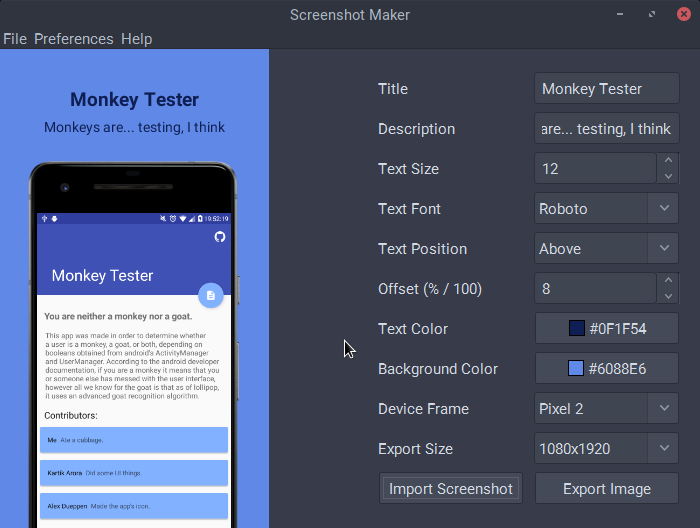 Screenshot Maker
File Preferences Help
Monkey Tester
Monkeys are... testing, I think
19:52:19
Monkey Tester
You are neither a monkey nor a goat.
This app was made in order to determine whether
a user is a monkey, a goat, or both, depending on
booleans obtained from android's ActivityManager
and UserManager. According to the android developer
documentation, if you are a monkey it means that you
or someone else has messed with the user interface,
however all we know for the goat is that as of lollipop,
it uses an advanced goat recognition algorithm.
Contributors:
Me Ate a cabbage.
Kartik Arora Did some UI things.
Alex Dueppen Made the app's icon.
Title Monkey Tester
Description are... testing, I think
Text Size 12
Text Font Roboto
Text Position Above
Offset (% / 100) 8
Text Color #0F1F54
Background Color #6088E6
Device Frame Pixel 2
Export Size 1080x1920
Import Screenshot Export Image